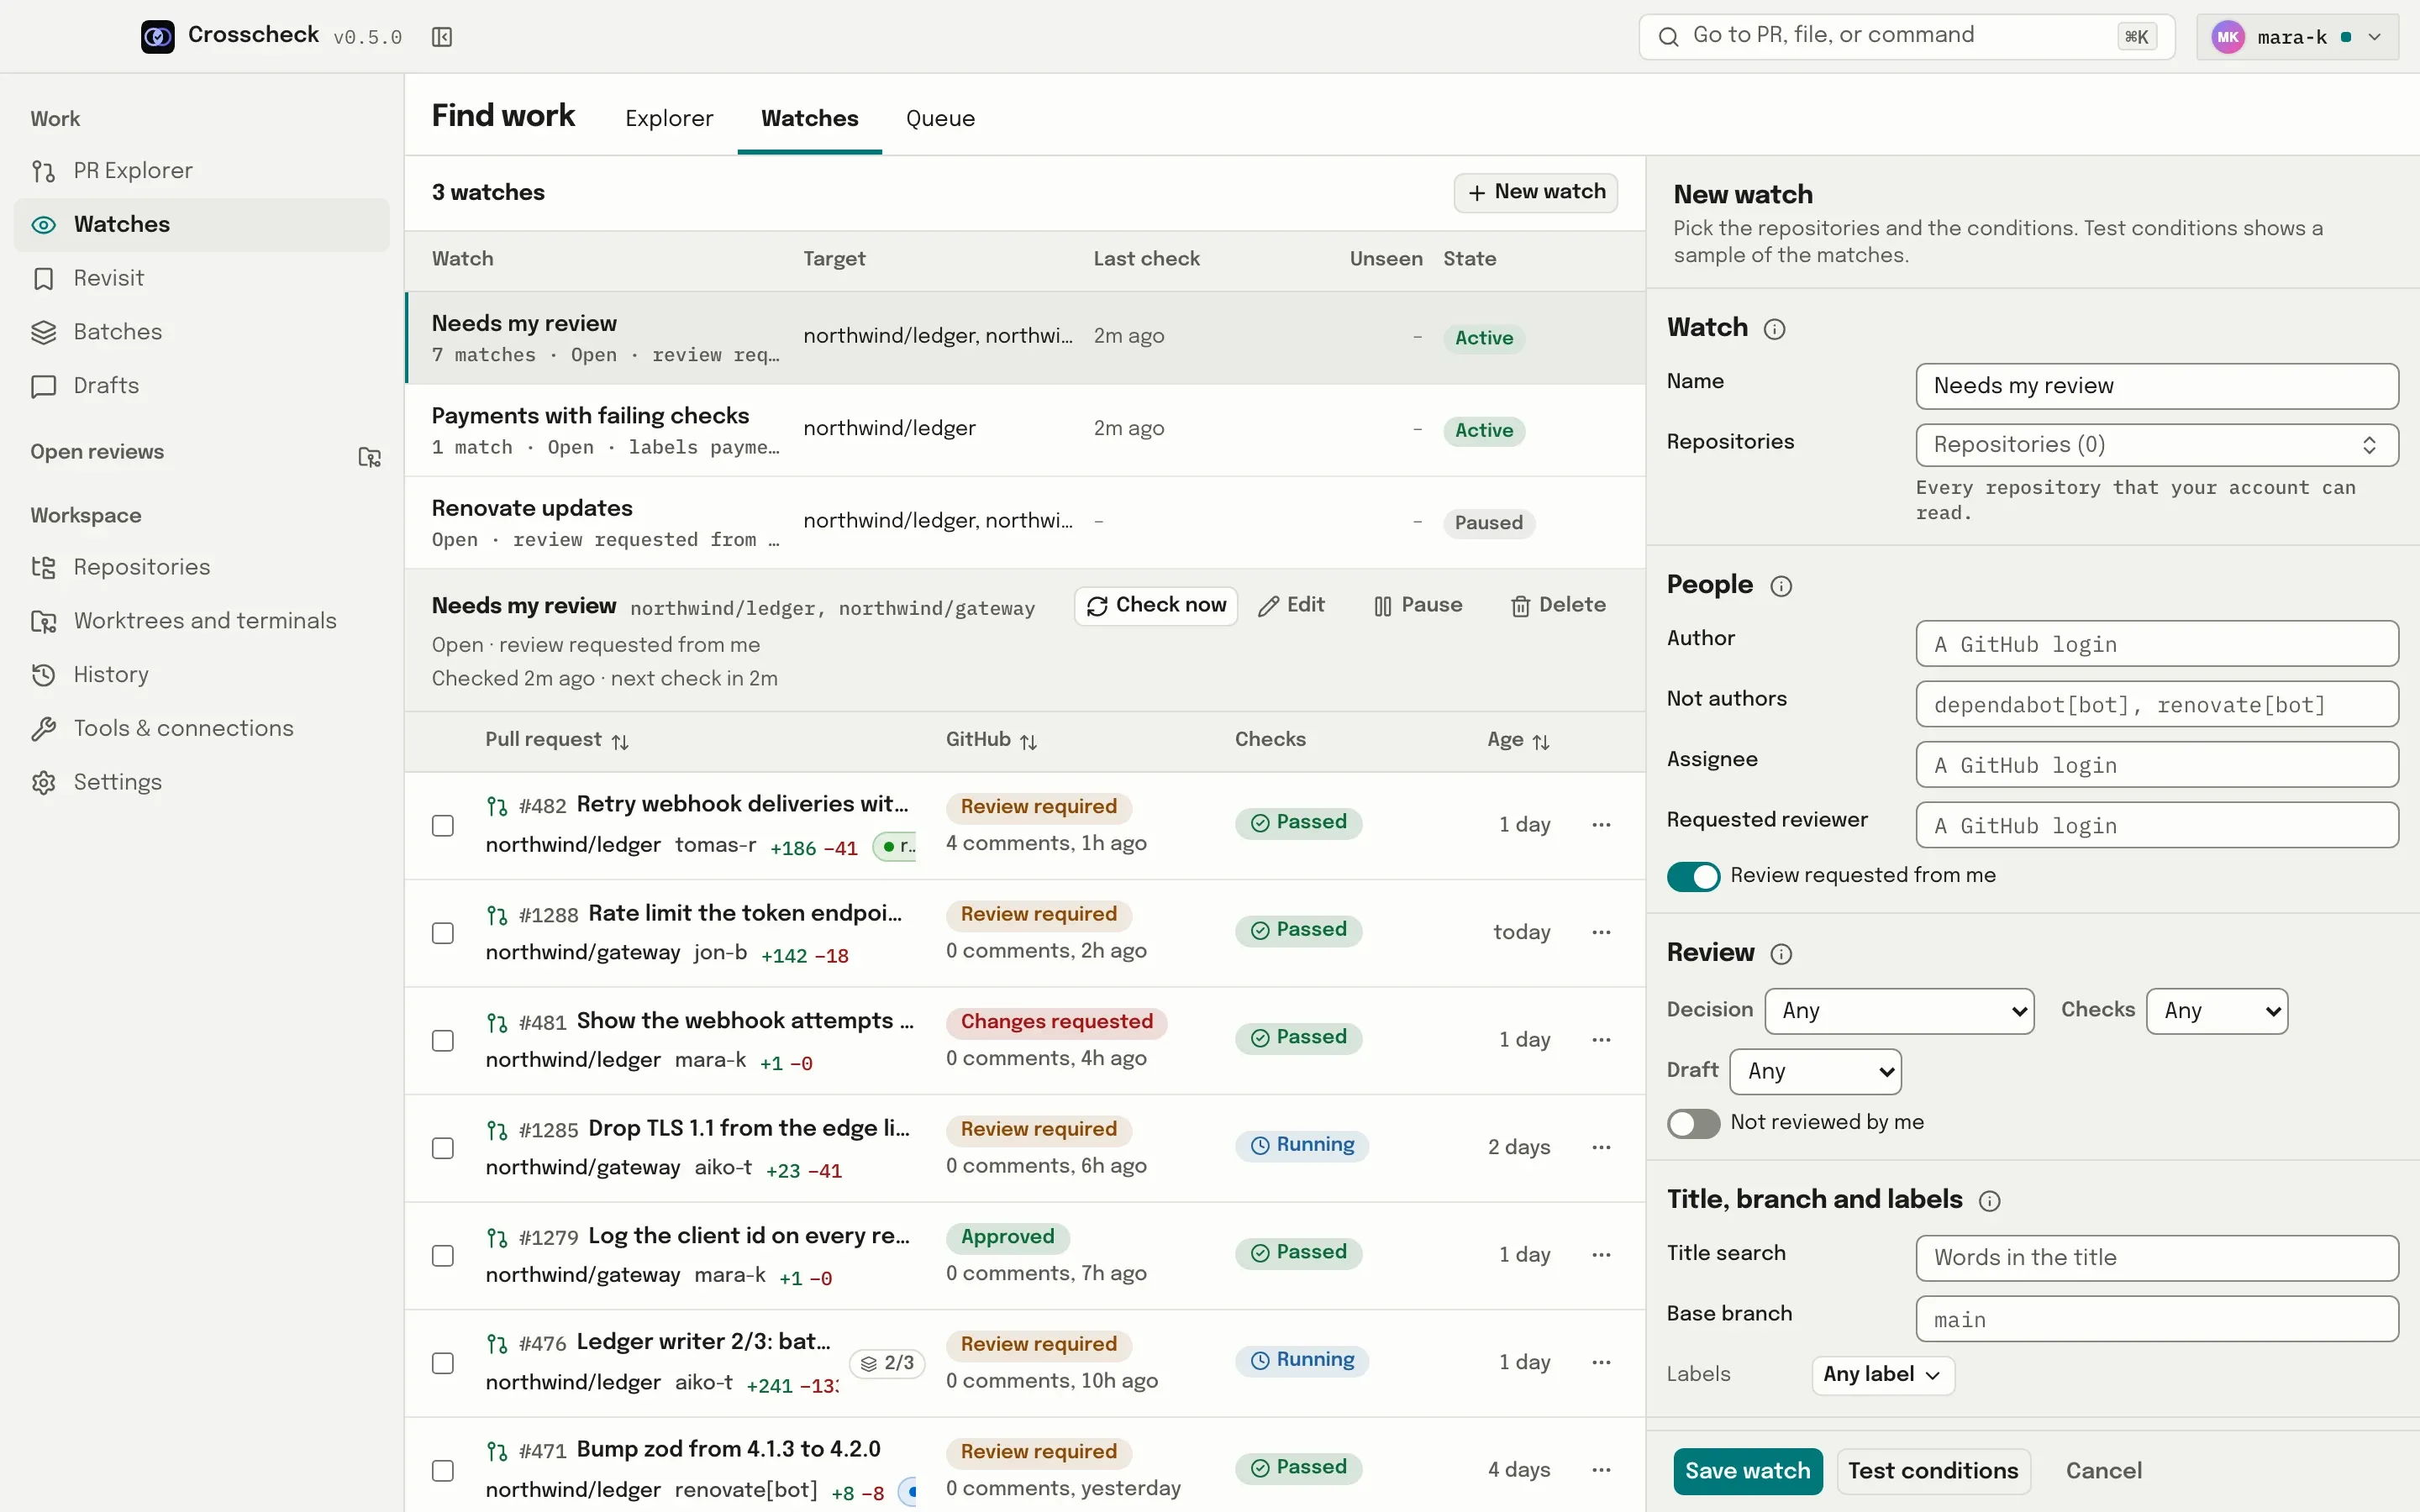 Crosscheck v0.5.0
Go to PR, file, or command ⌘K
MK mara-k
Work
PR Explorer
Watches
Revisit
Batches
Drafts
Open reviews
Workspace
Repositories
Worktrees and terminals
History
Tools & connections
Settings
Find work Explorer Watches Queue
3 watches New watch
Watch Target Last check Unseen State
Needs my review
7 matches · Open · review req…
northwind/ledger, northwi… 2m ago – Active
Payments with failing checks
1 match · Open · labels payme…
northwind/ledger 2m ago – Active
Renovate updates
Open · review requested from …
northwind/ledger, northwi… – – Paused
Needs my review northwind/ledger, northwind/gateway Check now Edit Pause Delete
Open · review requested from me
Checked 2m ago · next check in 2m
Pull request GitHub Checks Age
#482 Retry webhook deliveries wit… Review required Passed 1 day
northwind/ledger tomas-r +186 −41 r… 4 comments, 1h ago
#1288 Rate limit the token endpoi… Review required Passed today
northwind/gateway jon-b +142 −18 0 comments, 2h ago
#481 Show the webhook attempts … Changes requested Passed 1 day
northwind/ledger mara-k +1 −0 0 comments, 4h ago
#1285 Drop TLS 1.1 from the edge li… Review required Running 2 days
northwind/gateway aiko-t +23 −41 0 comments, 6h ago
#1279 Log the client id on every re… Approved Passed 1 day
northwind/gateway mara-k +1 −0 0 comments, 7h ago
#476 Ledger writer 2/3: bat… 2/3 Review required Running 1 day
northwind/ledger aiko-t +241 0 comments, 10h ago
#471 Bump zod from 4.1.3 to 4.2.0 Review required Passed 4 days
northwind/ledger renovate[bot] +8 −8 0 comments, yesterday
New watch
Pick the repositories and the conditions. Test conditions shows a
sample of the matches.
Watch
Name Needs my review
Repositories Repositories (0)
Every repository that your account can
read.
People
Author A GitHub login
Not authors dependabot[bot], renovate[bot]
Assignee A GitHub login
Requested reviewer A GitHub login
Review requested from me
Review
Decision Any Checks Any
Draft Any
Not reviewed by me
Title, branch and labels
Title search Words in the title
Base branch main
Labels Any label
Save watch Test conditions Cancel